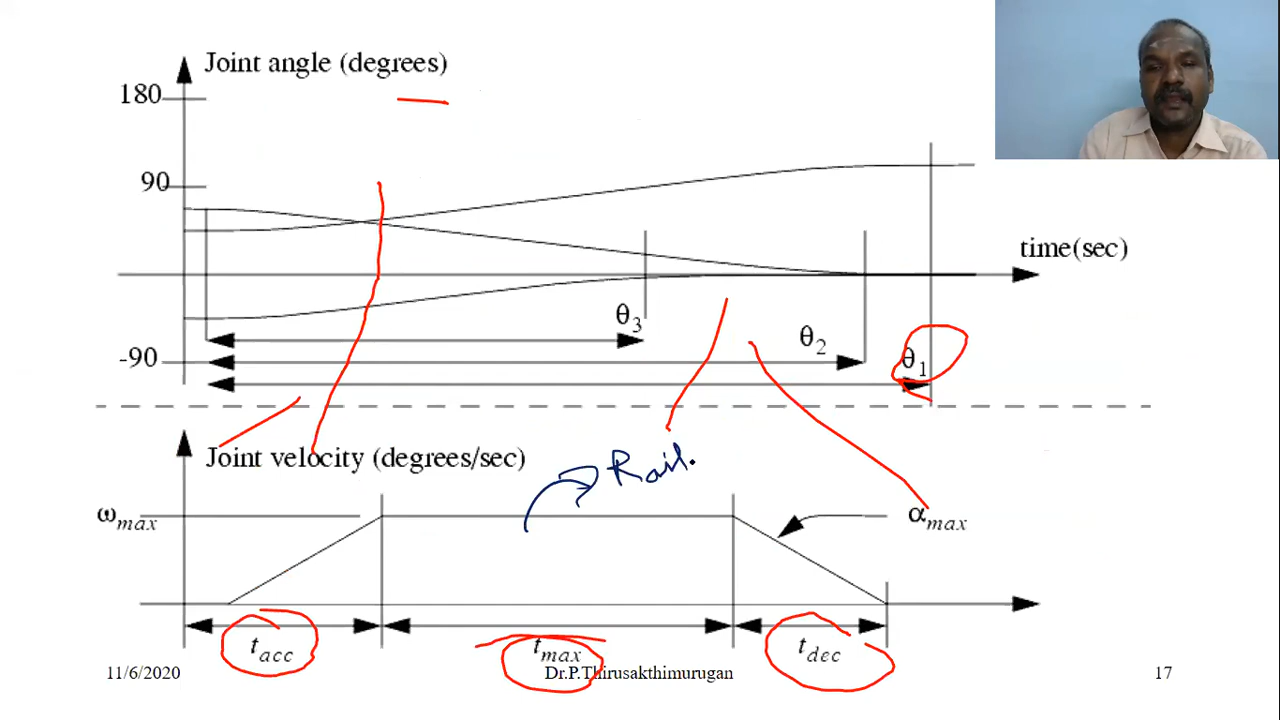 Joint angle (degrees)
180
90
time(sec)
θ3
θ2
-90
θ1
Joint velocity (degrees/sec)
Rail.
ωmax
αmax
tacc
tmax
tdec
11/6/2020
Dr.P.Thirusakthimurugan
17